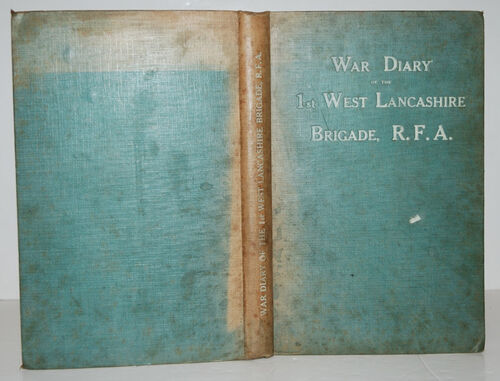 WAR DIARY
OF THE
1st WEST LANCASHIRE
BRIGADE, R.F.A.
WAR DIARY OF THE 1st WEST LANCASHIRE BRIGADE, R.F.A.